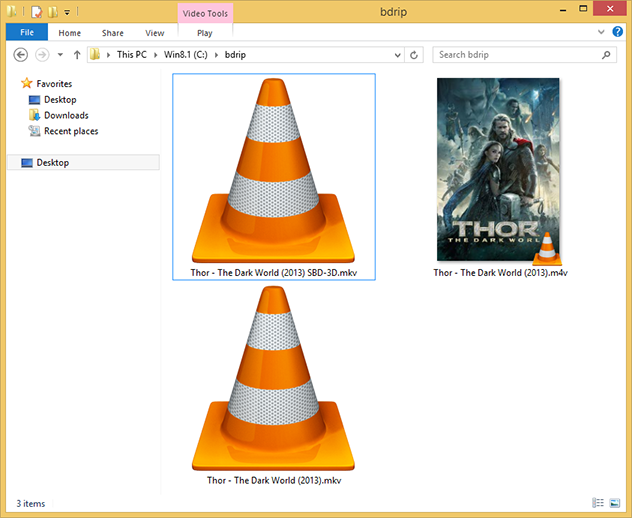 Video Tools
bdrip
File
Home
Share
View
Play
This PC
Win8.1 (C:)
bdrip
Search bdrip
Favorites
Desktop
Downloads
Recent places
Desktop
THOR
THE DARK WORLD
Thor - The Dark World (2013) SBD-3D.mkv
Thor - The Dark World (2013).m4v
Thor - The Dark World (2013).mkv
3 items